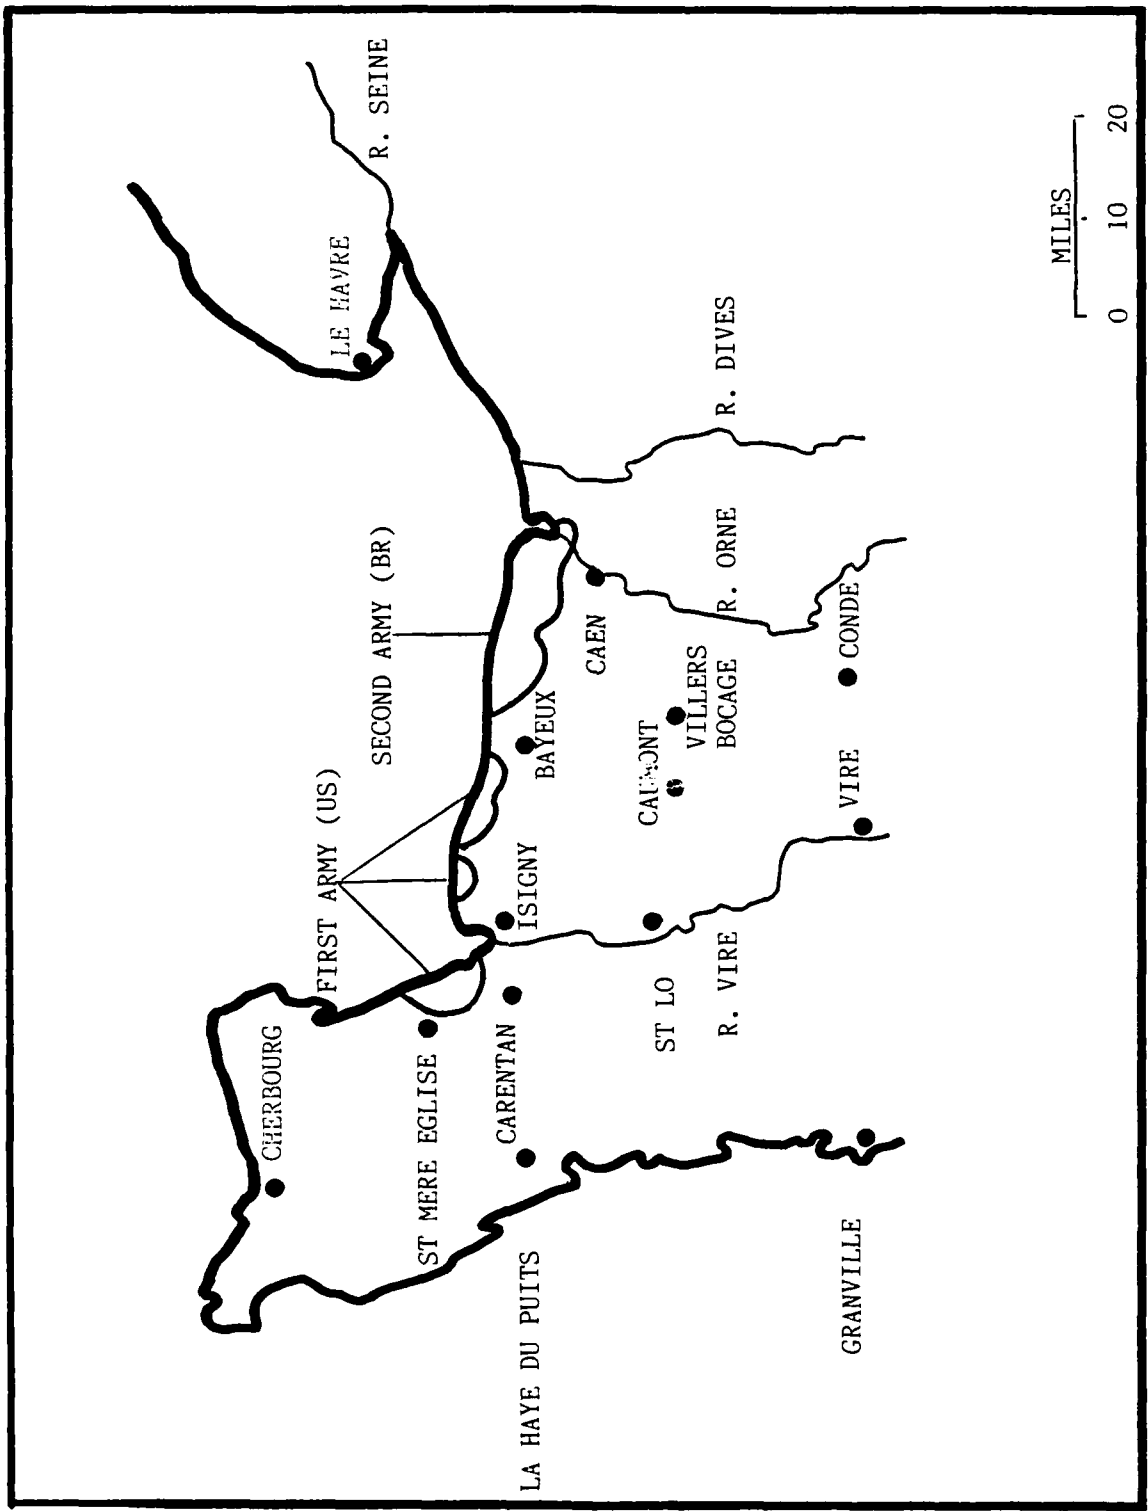 CHERBOURG
FIRST ARMY (US)
LE HAVRE
R. SEINE
SECOND ARMY (BR)
ST MERE EGLISE
CARENTAN
LA HAYE DU PUITS
ISIGNY
BAYEUX
CAEN
CAUMONT
ST LO
VILLERS
BOCAGE
R. VIRE
R. ORNE
R. DIVES
GRANVILLE
VIRE
CONDE
MILES
0 10 20